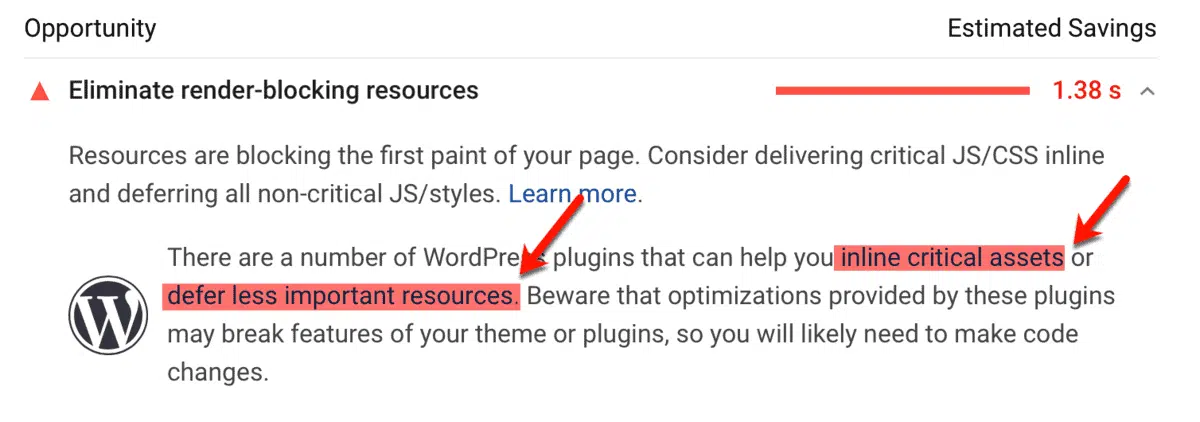 Opportunity Estimated Savings
Eliminate render-blocking resources 1.38 s
Resources are blocking the first paint of your page. Consider delivering critical JS/CSS inline
and deferring all non-critical JS/styles. Learn more.
There are a number of WordPress plugins that can help you inline critical assets or
defer less important resources. Beware that optimizations provided by these plugins
may break features of your theme or plugins, so you will likely need to make code
changes.